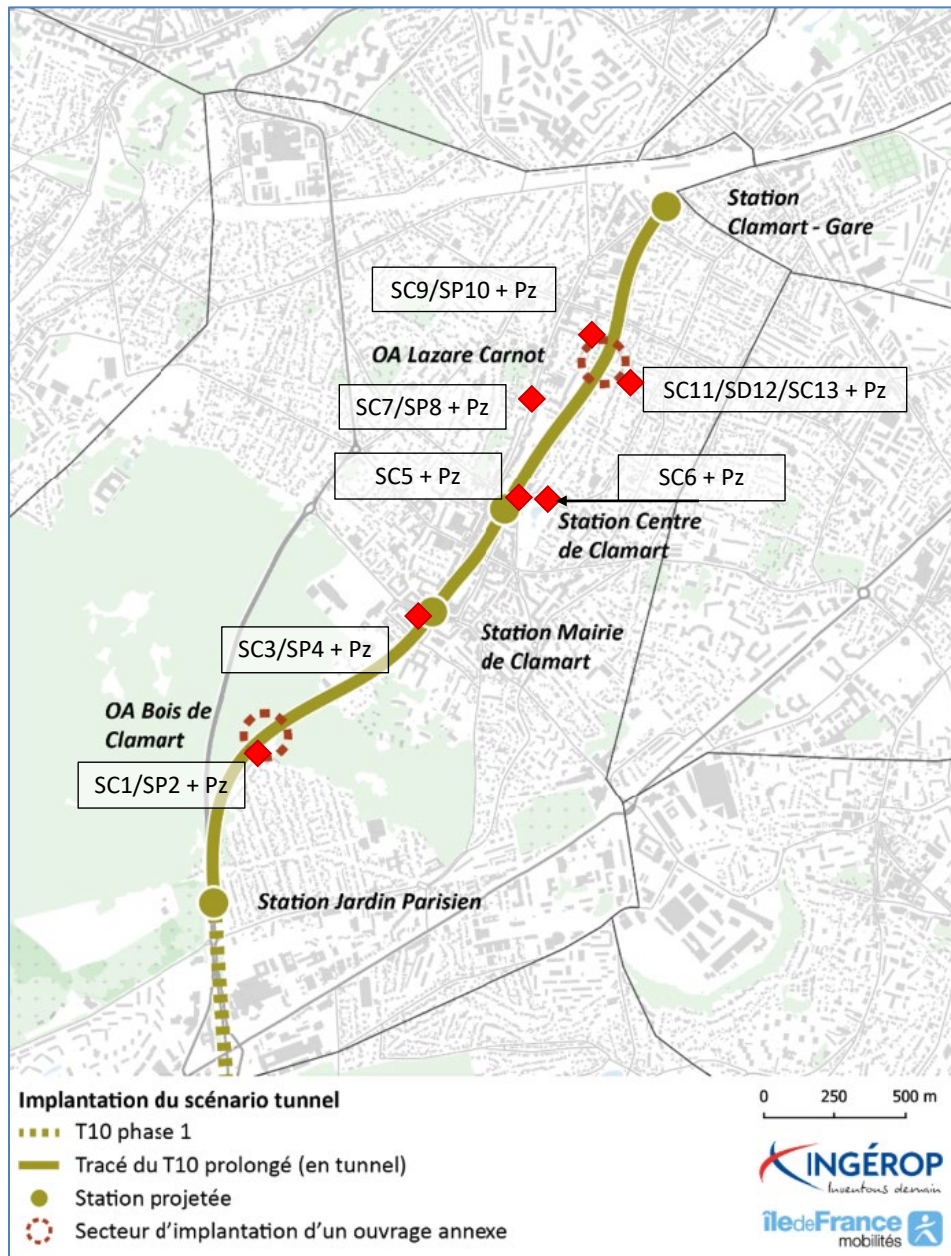 Station
Clamart - Gare
SC9/SP10 + Pz
OA Lazare Carnot
SC11/SD12/SC13 + Pz
SC7/SP8 + Pz
SC5 + Pz
SC6 + Pz
Station Centre
de Clamart
Station Mairie
de Clamart
SC3/SP4 + Pz
OA Bois de
Clamart
SC1/SP2 + Pz
Station Jardin Parisien
Implantation du scénario tunnel
T10 phase 1
Tracé du T10 prolongé (en tunnel)
Station projetée
Secteur d'implantation d'un ouvrage annexe
0 250 500 m
INGÉROP
Inventons demain
îledeFrance
mobilités